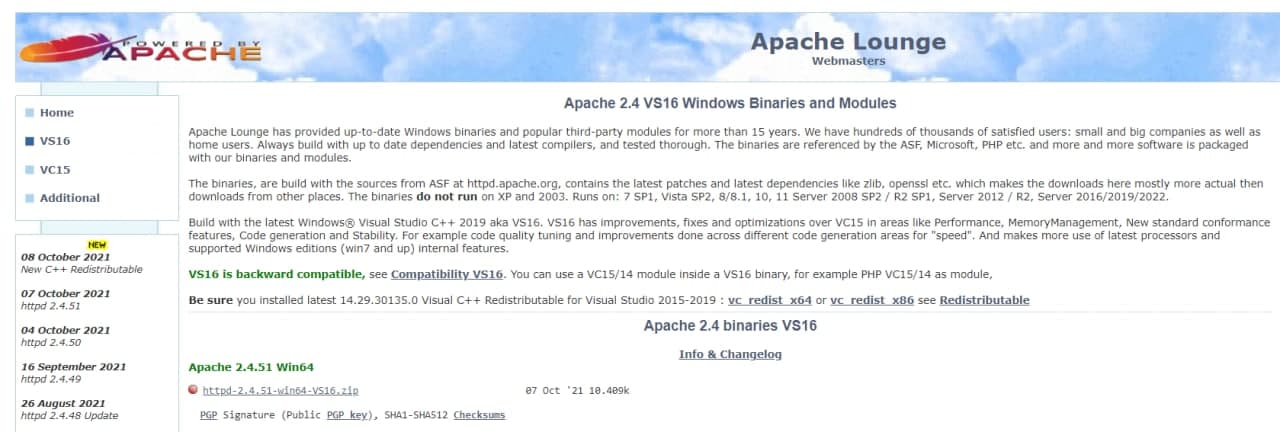 POWERED BY
APACHE
Apache Lounge
Webmasters
Home
VS16
VC15
Additional
NEW
08 October 2021
New C++ Redistributable
07 October 2021
httpd 2.4.51
04 October 2021
httpd 2.4.50
16 September 2021
httpd 2.4.49
26 August 2021
httpd 2.4.48 Update
Apache 2.4 VS16 Windows Binaries and Modules
Apache Lounge has provided up-to-date Windows binaries and popular third-party modules for more than 15 years. We have hundreds of thousands of satisfied users: small and big companies as well as
home users. Always build with up to date dependencies and latest compilers, and tested thorough. The binaries are referenced by the ASF, Microsoft, PHP etc. and more and more software is packaged
with our binaries and modules.
The binaries, are build with the sources from ASF at httpd.apache.org, contains the latest patches and latest dependencies like zlib, openssl etc. which makes the downloads here mostly more actual then
downloads from other places. The binaries do not run on XP and 2003. Runs on: 7 SP1, Vista SP2, 8/8.1, 10, 11 Server 2008 SP2 / R2 SP1, Server 2012 / R2, Server 2016/2019/2022.
Build with the latest Windows® Visual Studio C++ 2019 aka VS16. VS16 has improvements, fixes and optimizations over VC15 in areas like Performance, MemoryManagement, New standard conformance
features, Code generation and Stability. For example code quality tuning and improvements done across different code generation areas for "speed". And makes more use of latest processors and
supported Windows editions (win7 and up) internal features.
VS16 is backward compatible, see Compatibility VS16. You can use a VC15/14 module inside a VS16 binary, for example PHP VC15/14 as module,
Be sure you installed latest 14.29.30135.0 Visual C++ Redistributable for Visual Studio 2015-2019 : vc_redist_x64 or vc_redist_x86 see Redistributable
Apache 2.4 binaries VS16
Info & Changelog
Apache 2.4.51 Win64
httpd-2.4.51-win64-VS16.zip 07 Oct '21 10.409k
PGP Signature (Public PGP key), SHA1-SHA512 Checksums